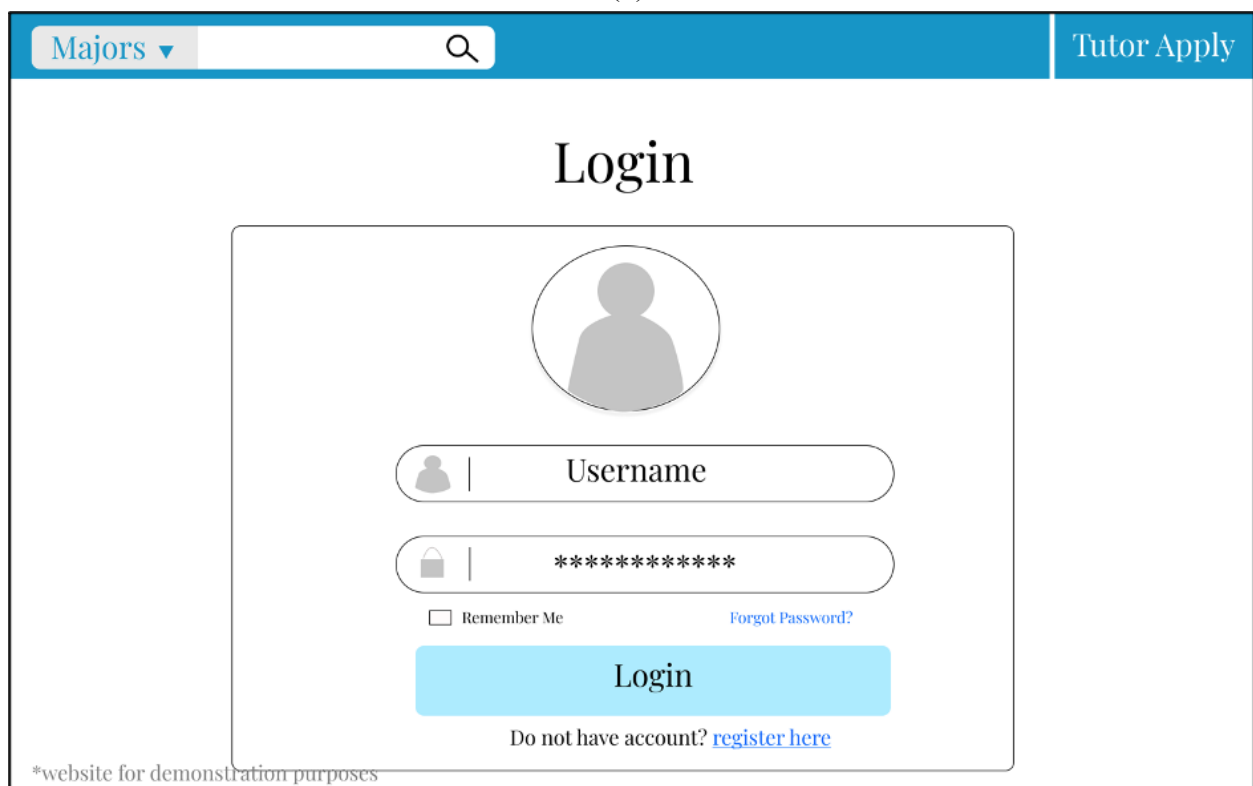 Majors ▼
Tutor Apply
Login
Username
************
Remember Me
Forgot Password?
Login
Do not have account? register here
*website for demonstration purposes